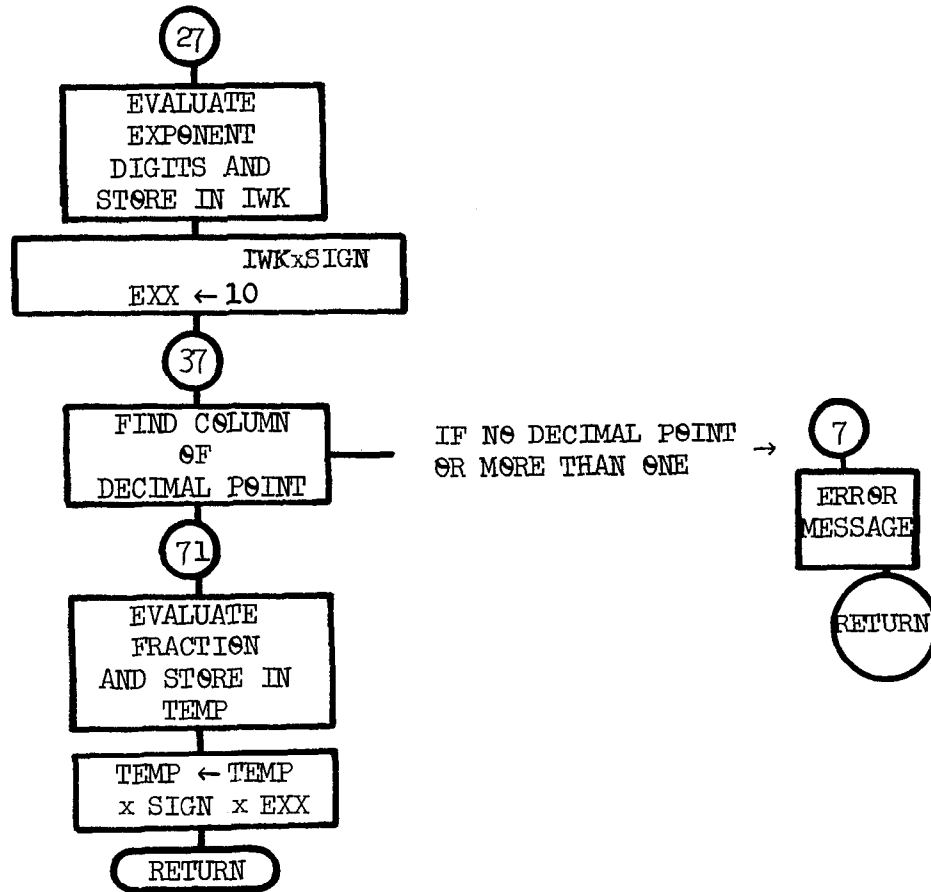 27
EVALUATE
EXPONENT
DIGITS AND
STORE IN IWK
IWKxSIGN
EXX ← 10
37
FIND COLUMN
OF
DECIMAL POINT
IF NO DECIMAL POINT →
OR MORE THAN ONE
7
ERROR
MESSAGE
RETURN
71
EVALUATE
FRACTION
AND STORE IN
TEMP
TEMP ← TEMP
x SIGN x EXX
RETURN